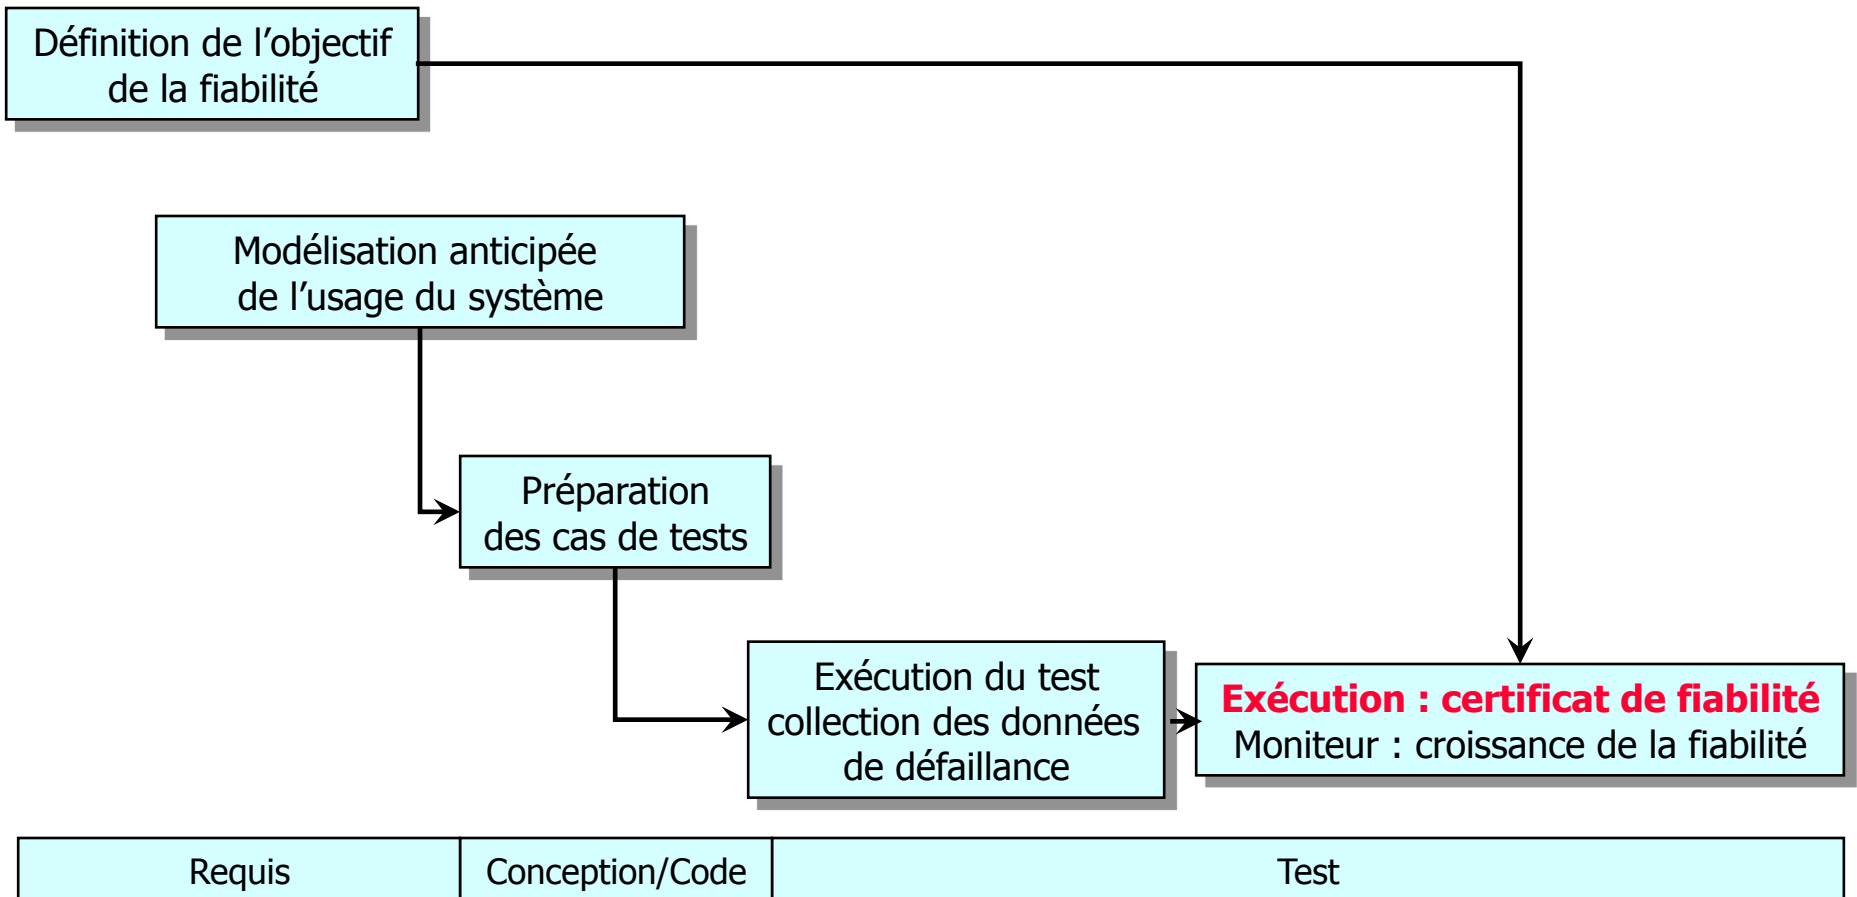 Définition de l’objectif
de la fiabilité
Modélisation anticipée
de l’usage du système
Préparation
des cas de tests
Exécution du test
collection des données
de défaillance
Exécution : certificat de fiabilité
Moniteur : croissance de la fiabilité
Requis
Conception/Code
Test